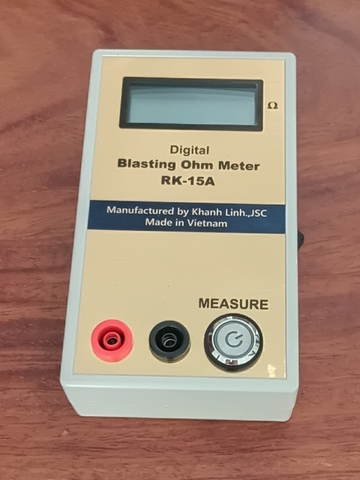 Ω
Digital
Blasting Ohm Meter
RK-15A
Manufactured by Khanh Linh.,JSC
Made in Vietnam
MEASURE